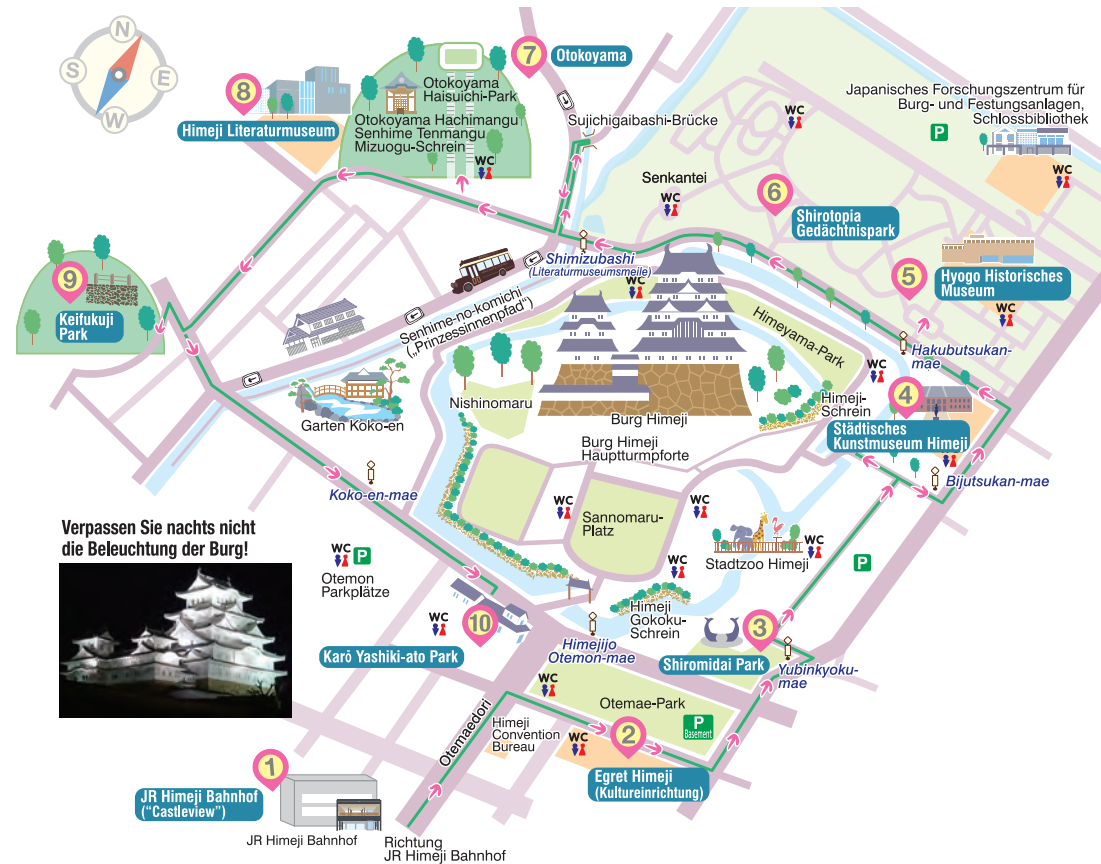 N
S
E
W
7
Otokoyama
8
Himeji Literaturmuseum
Otokoyama
Haisuichi-Park
Otokoyama Hachimangu
Senhime Tenmangu
Mizuogu-Schrein
WC
Sujichigaibashi-Brücke
WC
Japanisches Forschungszentrum für
Burg- und Festungsanlagen,
Schlossbibliothek
P
WC
Senkantei
WC
6
Shirotopia
Gedächtnispark
5
Hyogo Historisches
Museum
WC
9
Keifukuji
Park
Shimizubashi
(Literaturmuseumsmeile)
WC
Senhime-no-komichi
(„Prinzessinnenpfad“)
Himeyama-Park
Hakubutsukan-
mae
WC
Nishinomaru
Garten Koko-en
Burg Himeji
Himeji-
Schrein
4
Städtisches
Kunstmuseum Himeji
WC
Burg Himeji
Hauptturmpforte
Bijutsukan-mae
Koko-en-mae
WC
Sannomaru-
Platz
WC
Stadtzoo Himeji
WC
P
Verpassen Sie nachts nicht
die Beleuchtung der Burg!
WC
P
Otemon
Parkplätze
WC
WC
10
Karō Yashiki-ato Park
Himejijo
Otemon-mae
Himeji
Gokoku-
Schrein
3
Shiromidai Park
Yubinkyoku-
mae
WC
Otemae-Park
P
Basement
Otemaedori
Himeji
Convention
Bureau
WC
2
Egret Himeji
(Kultureinrichtung)
1
JR Himeji Bahnhof
("Castleview")
JR Himeji Bahnhof
Richtung
JR Himeji Bahnhof